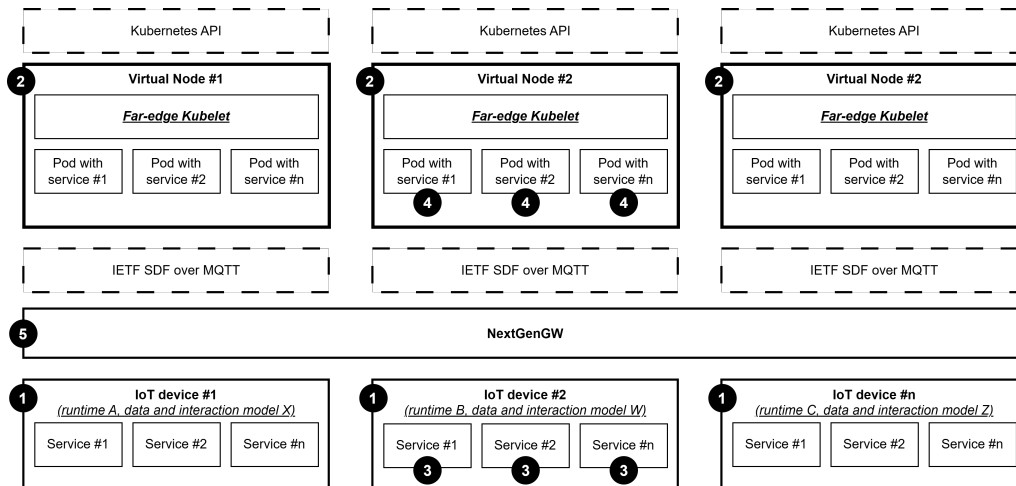 Kubernetes API
Kubernetes API
Kubernetes API
2
Virtual Node #1
2
Virtual Node #2
2
Virtual Node #2
Far-edge Kubelet
Far-edge Kubelet
Far-edge Kubelet
Pod with
service #1
Pod with
service #2
Pod with
service #n
Pod with
service #1
Pod with
service #2
Pod with
service #n
Pod with
service #1
Pod with
service #2
Pod with
service #n
4
4
4
IETF SDF over MQTT
IETF SDF over MQTT
IETF SDF over MQTT
5
NextGenGW
1
IoT device #1
(runtime A, data and interaction model X)
1
IoT device #2
(runtime B, data and interaction model W)
1
IoT device #n
(runtime C, data and interaction model Z)
Service #1
Service #2
Service #n
Service #1
Service #2
Service #n
Service #1
Service #2
Service #n
3
3
3